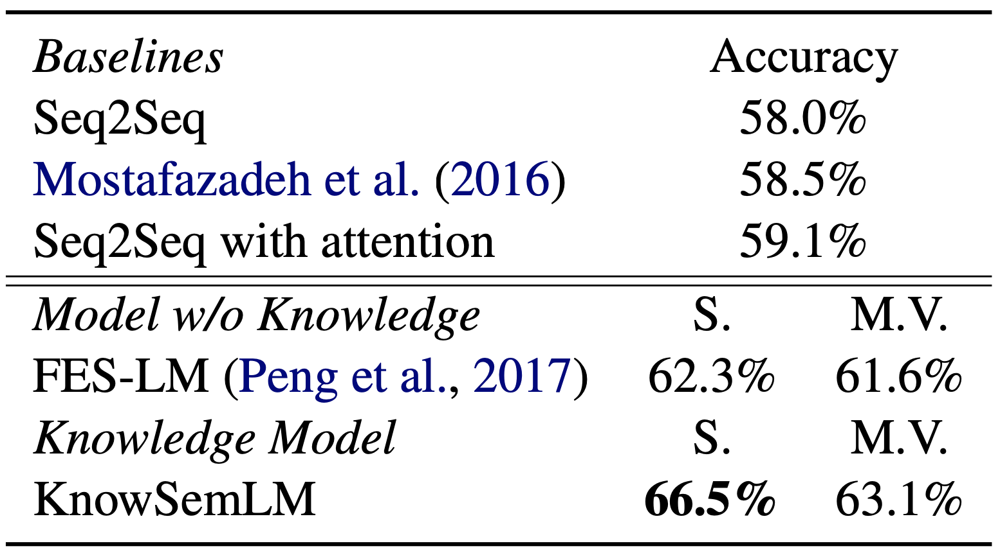 Baselines Accuracy
Seq2Seq 58.0%
Mostafazadeh et al. (2016) 58.5%
Seq2Seq with attention 59.1%
Model w/o Knowledge S. M.V.
FES-LM (Peng et al., 2017) 62.3% 61.6%
Knowledge Model S. M.V.
KnowSemLM 66.5% 63.1%